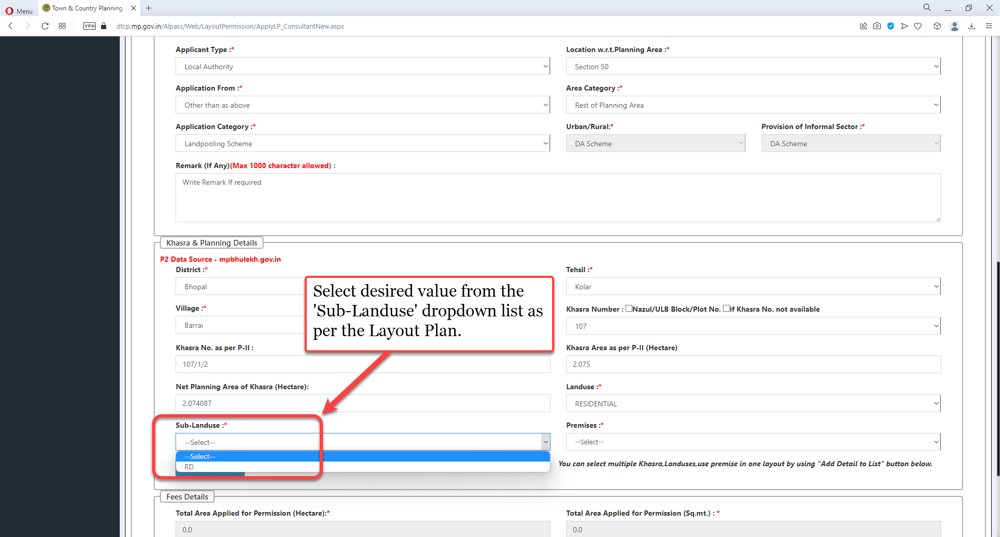 Menu
Town & Country Planning,
VPN
dtcp.mp.gov.in/Alpass/Web/LayoutPermission/ApplyLP_ConsultantNew.aspx
Applicant Type :*
Location w.r.t.Planning Area :*
Local Authority
Section 50
Application From :*
Area Category :*
Other than as above
Rest of Planning Area
Application Category :*
Urban/Rural:*
Provision of Informal Sector :*
Landpooling Scheme
DA Scheme
DA Scheme
Remark (If Any)(Max 1000 character allowed) :
Write Remark If required
Khasra & Planning Details
P2 Data Source - mpbhulekh.gov.in
District :*
Tehsil :*
Bhopal
Kolar
Select desired value from the
'Sub-Landuse' dropdown list as
per the Layout Plan.
Village :*
Khasra Number : Nazul/ULB Block/Plot No. if Khasra No. not available
Barrai
107
Khasra No. as per P-II :
Khasra Area as per P-II (Hectare)
107/1/2
2.075
Net Planning Area of Khasra (Hectare):
Landuse :*
2.074087
RESIDENTIAL
Sub-Landuse :*
Premises :*
--Select--
--Select--
--Select--
RD
You can select multiple Khasra,Landuses,use premise in one layout by using "Add Detail to List" button below.
Fees Details
Total Area Applied for Permission (Hectare):*
Total Area Applied for Permission (Sq.mt.) : *
0.0
0.0